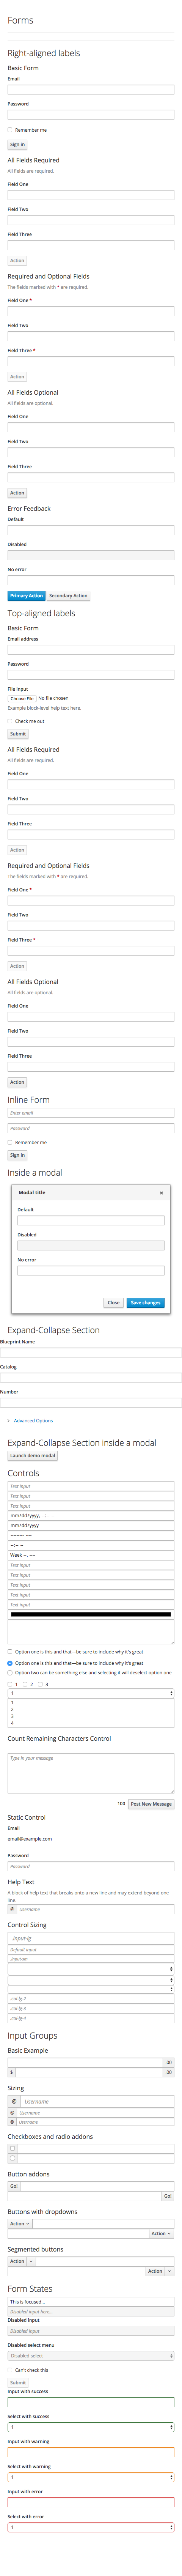 Forms
Right-aligned labels
Basic Form
Email
Password
Remember me
Sign in
All Fields Required
All fields are required.
Field One
Field Two
Field Three
Action
Required and Optional Fields
The fields marked with * are required.
Field One *
Field Two
Field Three *
Action
All Fields Optional
All fields are optional.
Field One
Field Two
Field Three
Action
Error Feedback
Default
Disabled
No error
Primary Action Secondary Action
Top-aligned labels
Basic Form
Email address
Password
File input
Choose File No file chosen
Example block-level help text here.
Check me out
Submit
All Fields Required
All fields are required.
Field One
Field Two
Field Three
Action
Required and Optional Fields
The fields marked with * are required.
Field One *
Field Two
Field Three *
Action
All Fields Optional
All fields are optional.
Field One
Field Two
Field Three
Action
Inline Form
Enter email
Password
Remember me
Sign in
Inside a modal
Modal title ×
Default
Disabled
No error
Close Save changes
Expand-Collapse Section
Blueprint Name
Catalog
Number
Advanced Options
Expand-Collapse Section inside a modal
Launch demo modal
Controls
Text input
Text input
Text input
mm/dd/yyyy, --:-- --
mm/dd/yyyy
--------- ----
--:-- --
Week --, ----
Text input
Text input
Text input
Text input
Text input
Option one is this and that—be sure to include why it's great
Option one is this and that—be sure to include why it's great
Option two can be something else and selecting it will deselect option one
1 2 3
1
1
2
3
4
Count Remaining Characters Control
Type in your message
100 Post New Message
Static Control
Email
email@example.com
Password
Password
Help Text
A block of help text that breaks onto a new line and may extend beyond one
line.
@ Username
Control Sizing
.input-lg
Default input
.input-sm
.col-lg-2
.col-lg-3
.col-lg-4
Input Groups
Basic Example
.00
$ .00
Sizing
@ Username
@ Username
@ Username
Checkboxes and radio addons
Button addons
Go!
Go!
Buttons with dropdowns
Action
Action
Segmented buttons
Action
Action
Form States
This is focused...
Disabled input here...
Disabled input
Disabled input
Disabled select menu
Disabled select
Can't check this
Submit
Input with success
Select with success
1
Input with warning
Select with warning
1
Input with error
Select with error
1